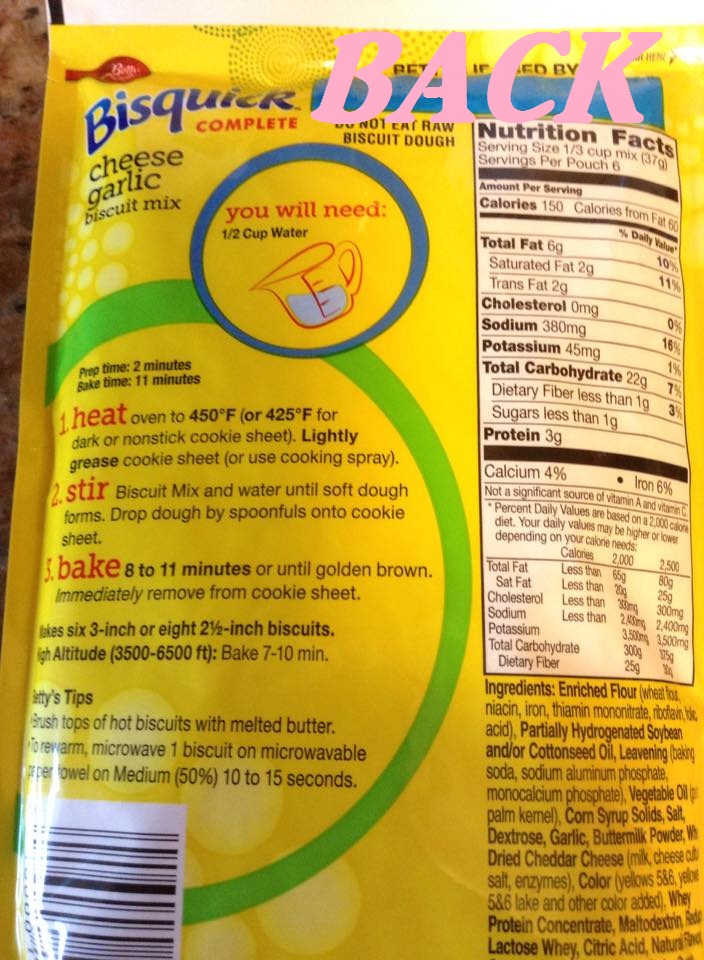 BACK
Betty
BETTER IF USED BY
Bisquick
COMPLETE
cheese
garlic
biscuit mix
DO NOT EAT RAW
BISCUIT DOUGH
you will need:
1/2 Cup Water
Prep time: 2 minutes
Bake time: 11 minutes
1. heat oven to 450°F (or 425°F for
dark or nonstick cookie sheet). Lightly
grease cookie sheet (or use cooking spray).
2. stir Biscuit Mix and water until soft dough
forms. Drop dough by spoonfuls onto cookie
sheet.
3. bake 8 to 11 minutes or until golden brown.
Immediately remove from cookie sheet.
Makes six 3-inch or eight 2½-inch biscuits.
High Altitude (3500-6500 ft): Bake 7-10 min.
Betty's Tips
•Brush tops of hot biscuits with melted butter.
•To rewarm, microwave 1 biscuit on microwavable
paper towel on Medium (50%) 10 to 15 seconds.
Nutrition Facts
Serving Size 1/3 cup mix (37g)
Servings Per Pouch 6
Amount Per Serving
Calories 150 Calories from Fat 60
% Daily Value*
Total Fat 6g 10%
Saturated Fat 2g 11%
Trans Fat 2g
Cholesterol 0mg 0%
Sodium 380mg 16%
Potassium 45mg 1%
Total Carbohydrate 22g 7%
Dietary Fiber less than 1g 3%
Sugars less than 1g
Protein 3g
Calcium 4% • Iron 6%
Not a significant source of vitamin A and vitamin C.
* Percent Daily Values are based on a 2,000 calorie
diet. Your daily values may be higher or lower
depending on your calorie needs:
Calories 2,000 2,500
Total Fat Less than 65g 80g
Sat Fat Less than 20g 25g
Cholesterol Less than 300mg 300mg
Sodium Less than 2,400mg 2,400mg
Potassium 3,500mg 3,500mg
Total Carbohydrate 300g 375g
Dietary Fiber 25g 30g
Ingredients: Enriched Flour (wheat flour,
niacin, iron, thiamin mononitrate, riboflavin, folic
acid), Partially Hydrogenated Soybean
and/or Cottonseed Oil, Leavening (baking
soda, sodium aluminum phosphate,
monocalcium phosphate), Vegetable Oil
palm kernel), Corn Syrup Solids, Salt,
Dextrose, Garlic, Buttermilk Powder,
Dried Cheddar Cheese (milk, cheese
salt, enzymes), Color (yellows 5&6,
5&6 lake and other color added), Whey
Protein Concentrate, Maltodextrin,
Lactose Whey, Citric Acid, Natural